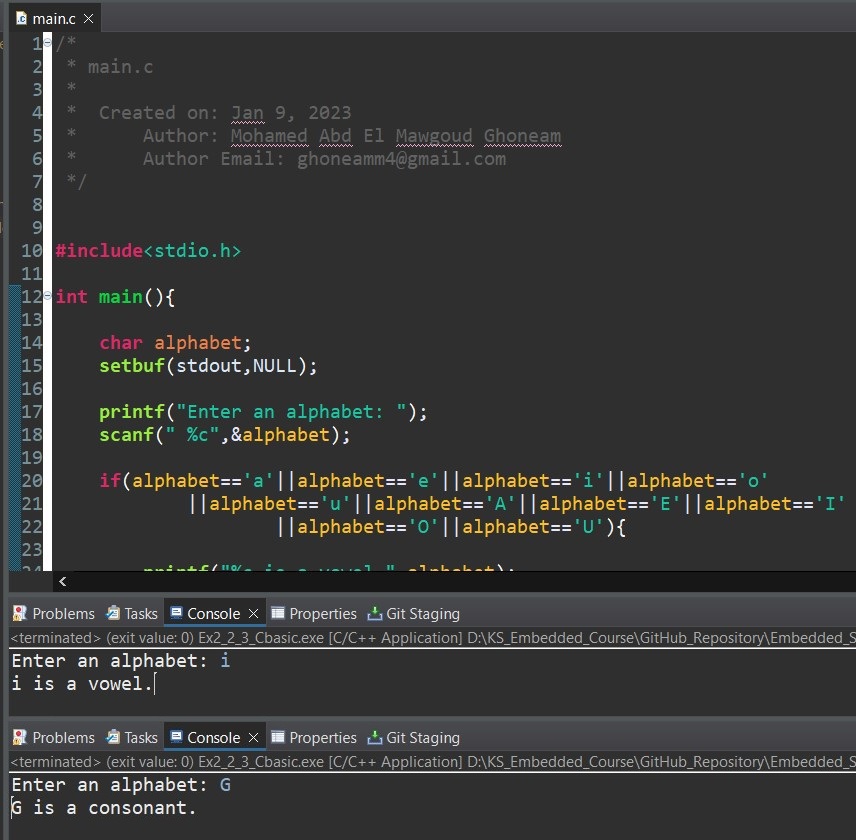 main.c
1 /*
2 * main.c
3 *
4 * Created on: Jan 9, 2023
5 * Author: Mohamed Abd El Mawgoud Ghoneam
6 * Author Email: ghoneamm4@gmail.com
7 */
8
9
10 #include<stdio.h>
11
12 int main(){
13
14 char alphabet;
15 setbuf(stdout,NULL);
16
17 printf("Enter an alphabet: ");
18 scanf(" %c",&alphabet);
19
20 if(alphabet=='a'||alphabet=='e'||alphabet=='i'||alphabet=='o'
21 ||alphabet=='u'||alphabet=='A'||alphabet=='E'||alphabet=='I'
22 ||alphabet=='O'||alphabet=='U'){
23
24 printf("%c is a vowel.",alphabet);
Problems Tasks Console Properties Git Staging
<terminated> (exit value: 0) Ex2_2_3_Cbasic.exe [C/C++ Application] D:\KS_Embedded_Course\GitHub_Repository\Embedded_S
Enter an alphabet: i
i is a vowel.
Problems Tasks Console Properties Git Staging
<terminated> (exit value: 0) Ex2_2_3_Cbasic.exe [C/C++ Application] D:\KS_Embedded_Course\GitHub_Repository\Embedded_S
Enter an alphabet: G
G is a consonant.